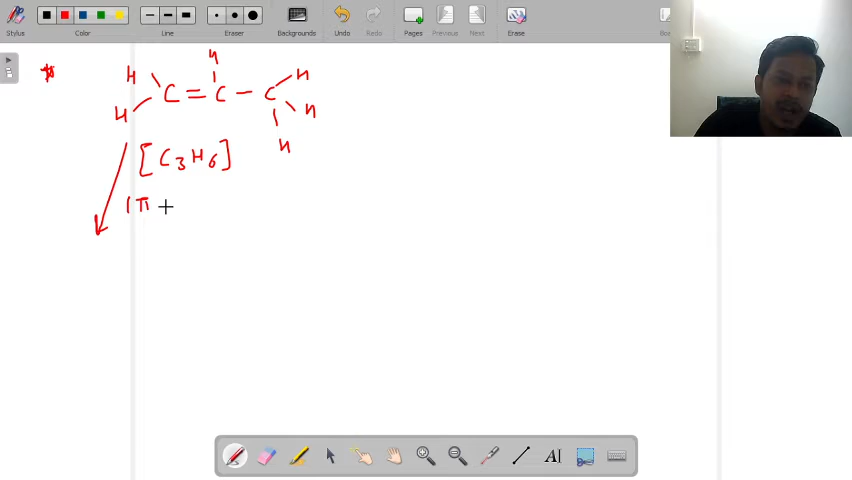 Stylus
Color
Line
Eraser
Backgrounds
Undo
Redo
Pages
Previous
Next
Erase
H
H
C = C - C
H
H
H
H
[C3H6]
1π
A